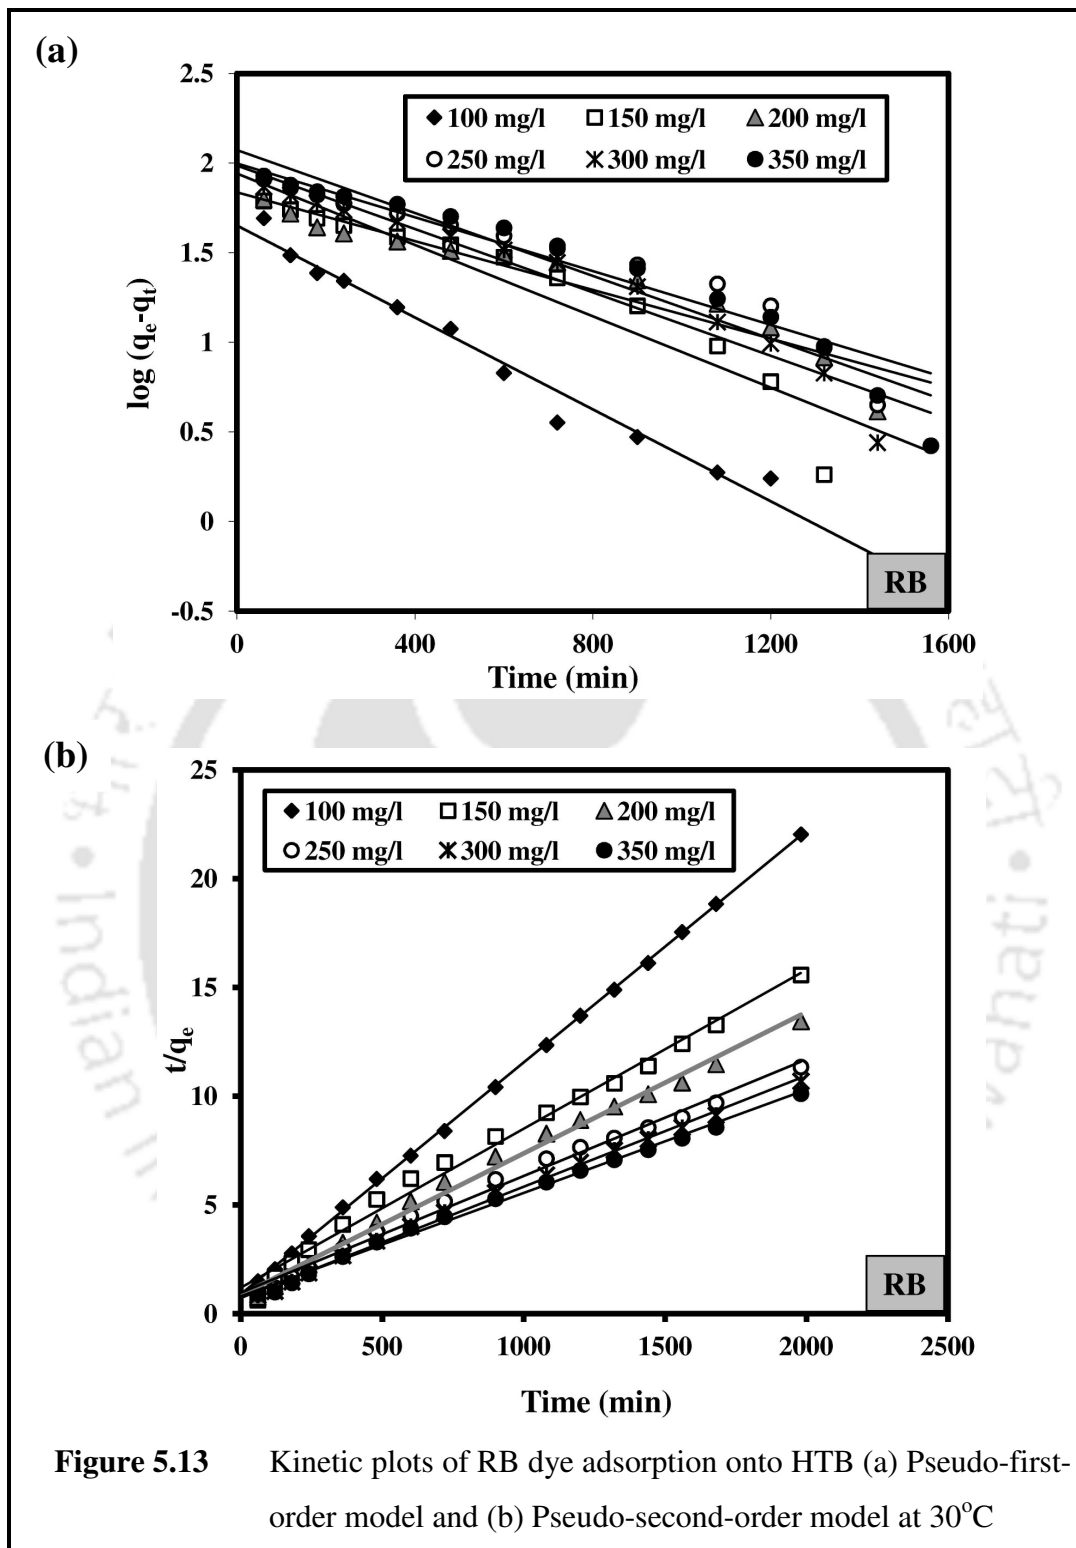 (a)
2.5
2
1.5
1
0.5
0
-0.5
log (qe-qt)
100 mg/l 150 mg/l 200 mg/l
250 mg/l 300 mg/l 350 mg/l
RB
0 400 800 1200 1600
Time (min)
(b)
25
20
15
10
5
0
t/qe
100 mg/l 150 mg/l 200 mg/l
250 mg/l 300 mg/l 350 mg/l
RB
0 500 1000 1500 2000 2500
Time (min)
Indian
Figure 5.13 Kinetic plots of RB dye adsorption onto HTB (a) Pseudo-first-
order model and (b) Pseudo-second-order model at 30°C